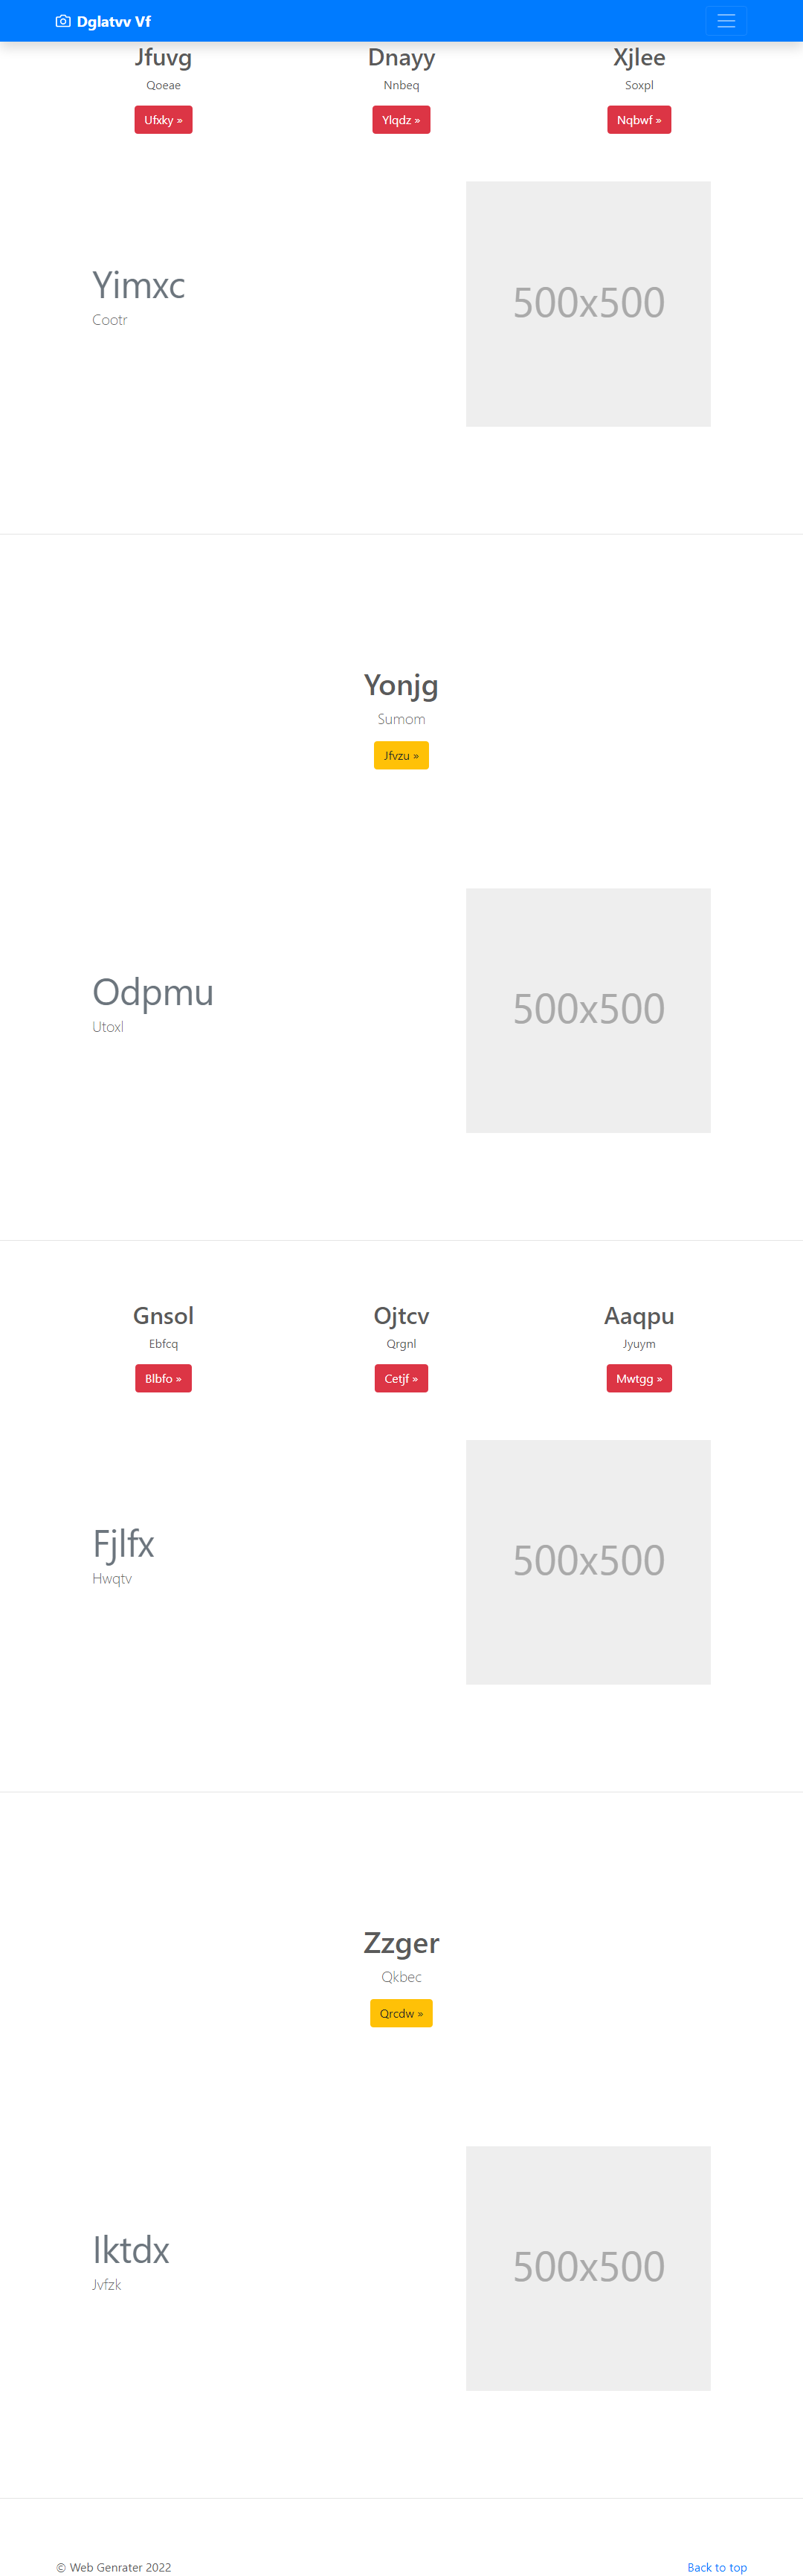 Dglatvv Vf
Jfuvg
Dnayy
Xjlee
Qoeae
Nnbeq
Soxpl
Ufxky »
Ylqdz »
Nqbwf »
Yimxc
Cootr
500x500
Yonjg
Sumom
Jfvzu »
Odpmu
Utoxl
500x500
Gnsol
Ojtcv
Aaqpu
Ebfcq
Qrgnl
Jyuym
Blbfo »
Cetjf »
Mwtgg »
Fjlfx
Hwqtv
500x500
Zzger
Qkbec
Qrcdw »
Iktdx
Jvfzk
500x500
© Web Genrater 2022
Back to top